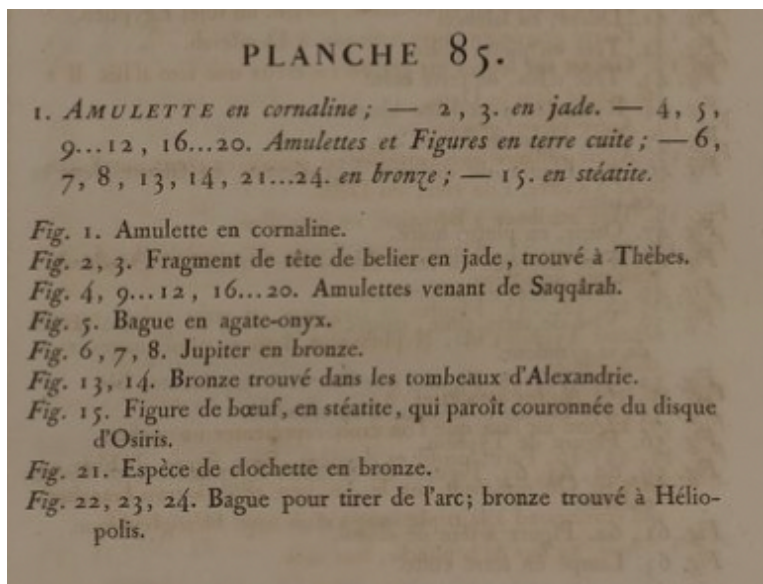 PLANCHE 85.
1. AMULETTE en cornaline; — 2, 3. en jade. — 4, 5,
9...12, 16...20. Amulettes et Figures en terre cuite; — 6,
7, 8, 13, 14, 21...24. en bronze; — 15. en stéatite.
Fig. 1. Amulette en cornaline.
Fig. 2, 3. Fragment de tête de belier en jade, trouvé à Thèbes.
Fig. 4, 9...12, 16...20. Amulettes venant de Saqqârah.
Fig. 5. Bague en agate-onyx.
Fig. 6, 7, 8. Jupiter en bronze.
Fig. 13, 14. Bronze trouvé dans les tombeaux d'Alexandrie.
Fig. 15. Figure de bœuf, en stéatite, qui paroît couronnée du disque
d'Osiris.
Fig. 21. Espèce de clochette en bronze.
Fig. 22, 23, 24. Bague pour tirer de l'arc; bronze trouvé à Hélio-
polis.